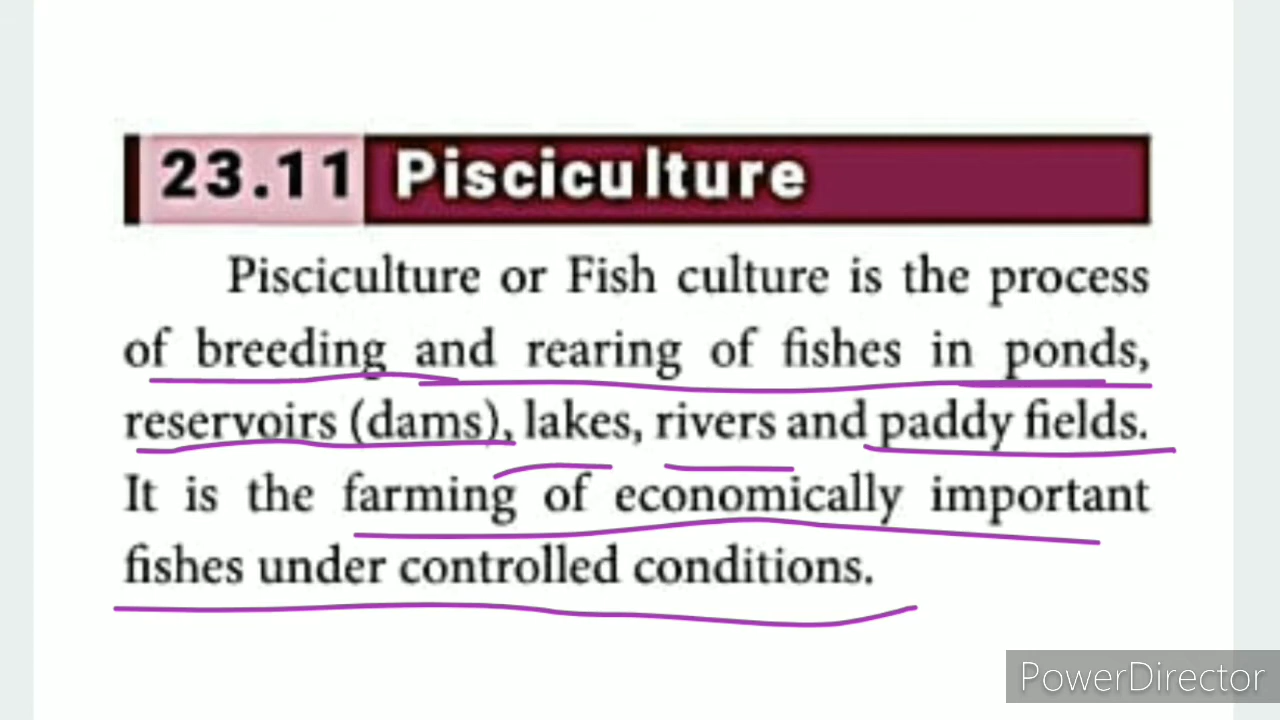 23.11 Pisciculture
Pisciculture or Fish culture is the process
of breeding and rearing of fishes in ponds,
reservoirs (dams), lakes, rivers and paddy fields.
It is the farming of economically important
fishes under controlled conditions.
PowerDirector